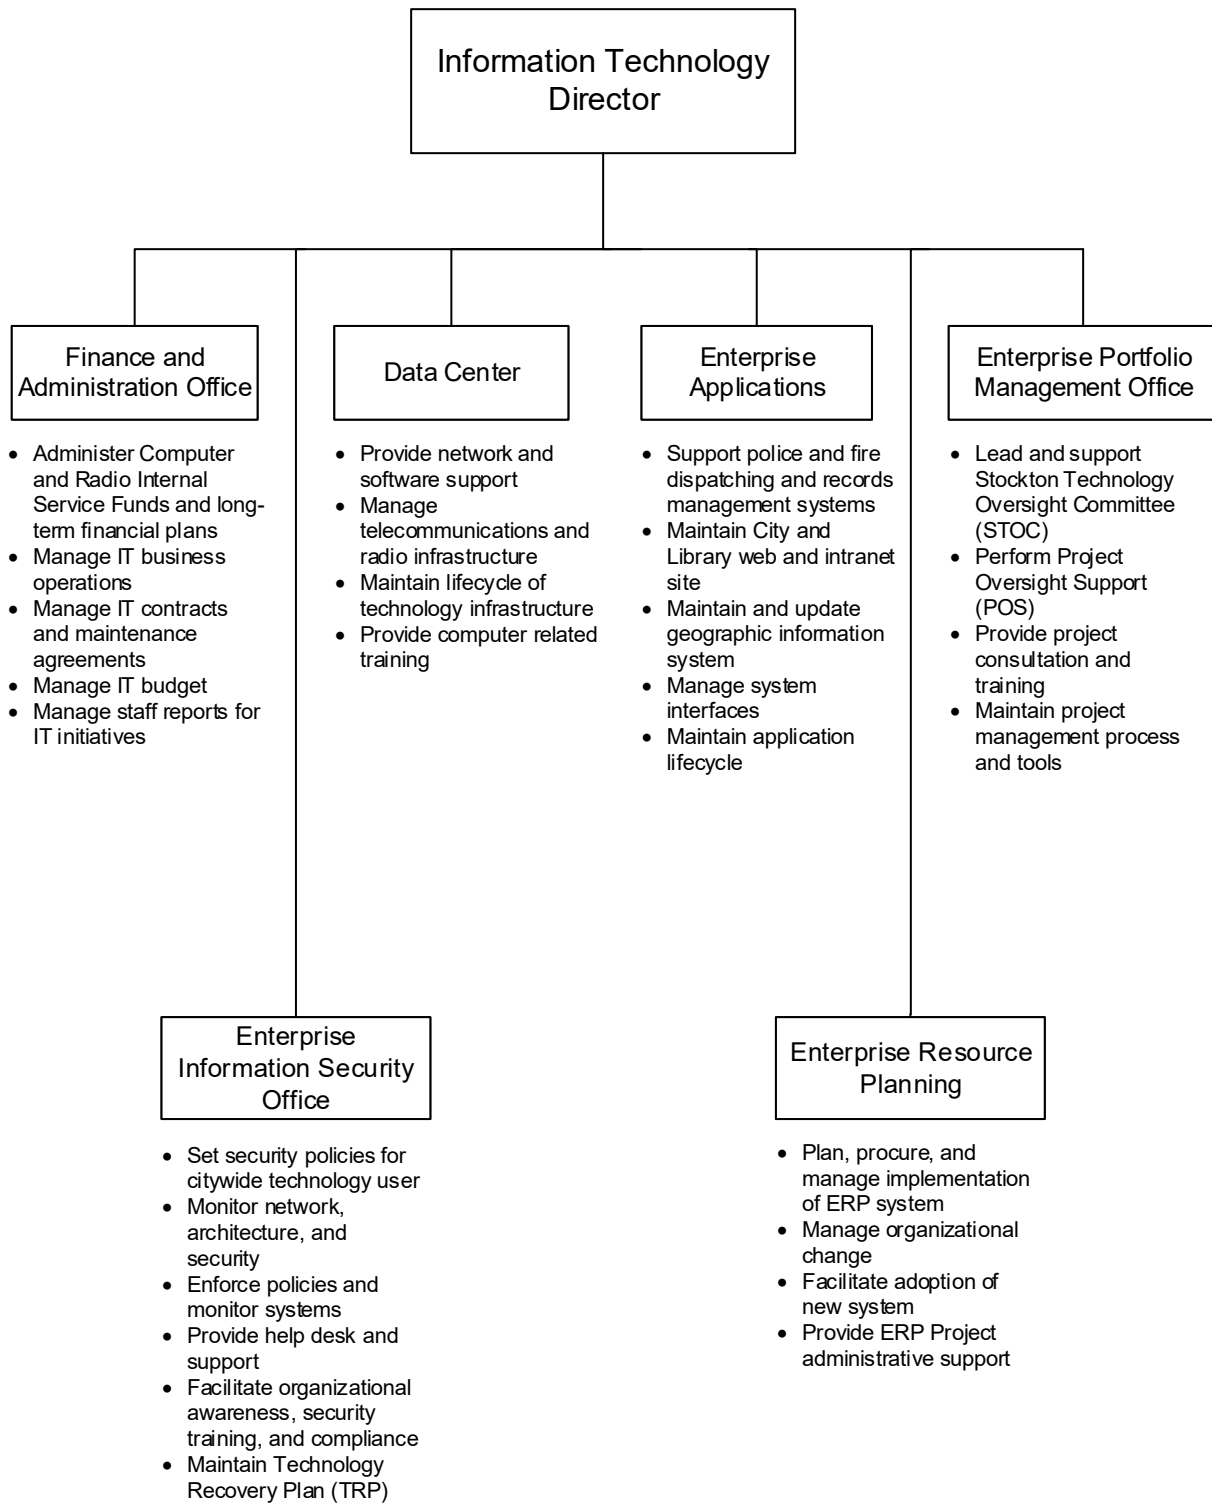 Information Technology
Director
Finance and
Administration Office
• Administer Computer
and Radio Internal
Service Funds and long-
term financial plans
• Manage IT business
operations
• Manage IT contracts
and maintenance
agreements
• Manage IT budget
• Manage staff reports for
IT initiatives
Data Center
• Provide network and
software support
• Manage
telecommunications and
radio infrastructure
• Maintain lifecycle of
technology infrastructure
• Provide computer related
training
Enterprise
Applications
• Support police and fire
dispatching and records
management systems
• Maintain City and
Library web and intranet
site
• Maintain and update
geographic information
system
• Manage system
interfaces
• Maintain application
lifecycle
Enterprise Portfolio
Management Office
• Lead and support
Stockton Technology
Oversight Committee
(STOC)
• Perform Project
Oversight Support
(POS)
• Provide project
consultation and
training
• Maintain project
management process
and tools
Enterprise
Information Security
Office
• Set security policies for
citywide technology user
• Monitor network,
architecture, and
security
• Enforce policies and
monitor systems
• Provide help desk and
support
• Facilitate organizational
awareness, security
training, and compliance
• Maintain Technology
Recovery Plan (TRP)
Enterprise Resource
Planning
• Plan, procure, and
manage implementation
of ERP system
• Manage organizational
change
• Facilitate adoption of
new system
• Provide ERP Project
administrative support